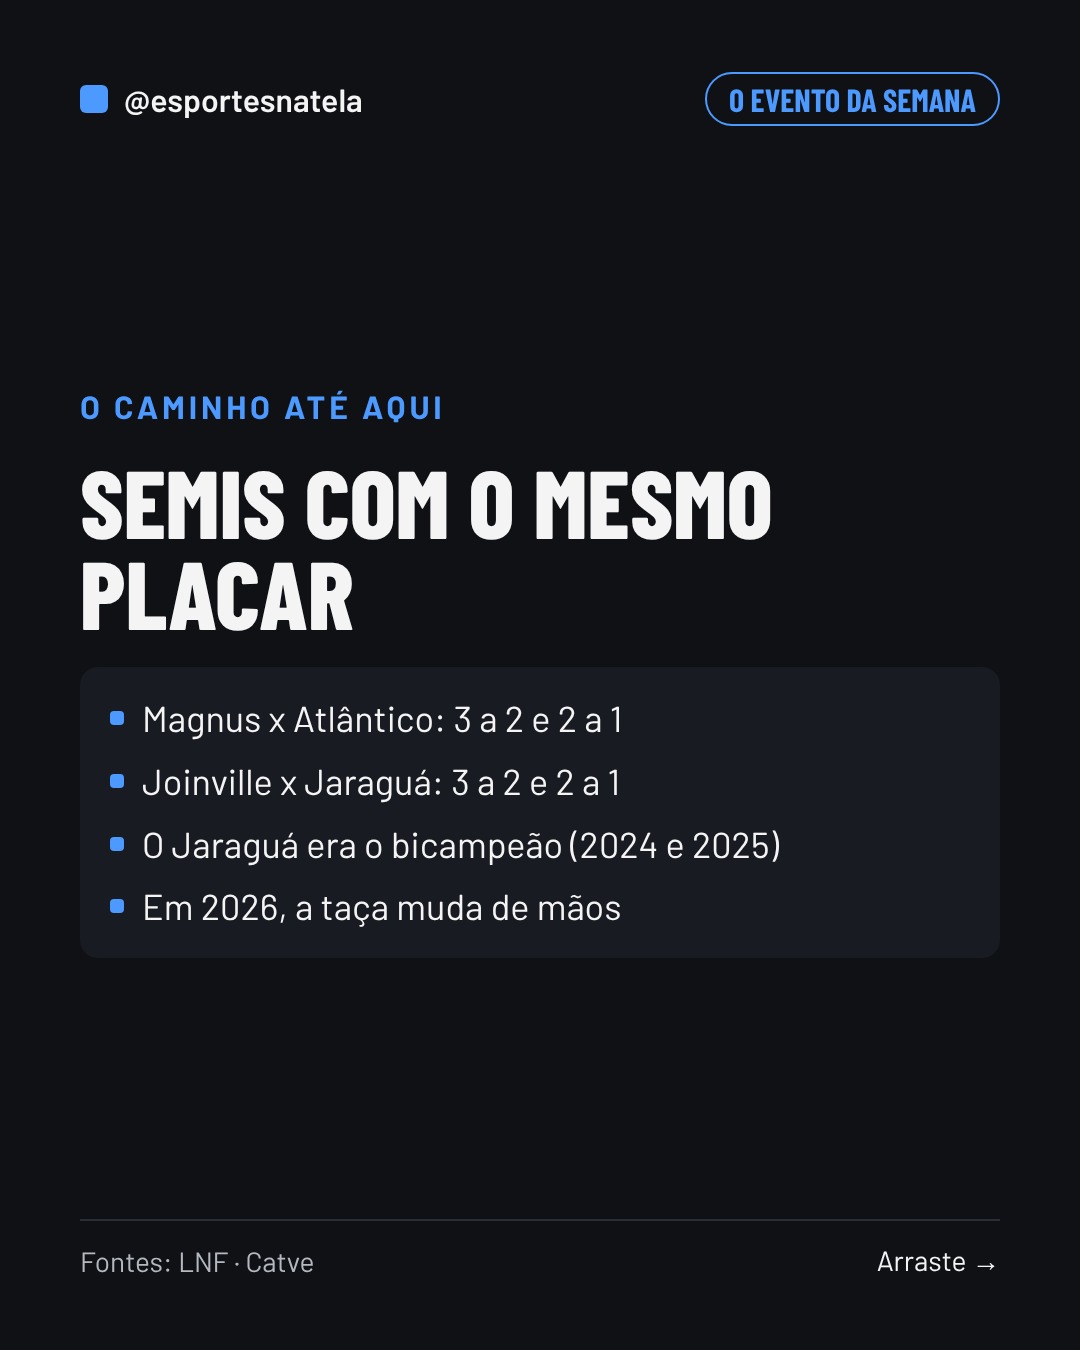 @esportesnatela
O EVENTO DA SEMANA
O CAMINHO ATÉ AQUI
SEMIS COM O MESMO
PLACAR
Magnus x Atlântico: 3 a 2 e 2 a 1
Joinville x Jaraguá: 3 a 2 e 2 a 1
O Jaraguá era o bicampeão (2024 e 2025)
Em 2026, a taça muda de mãos
Fontes: LNF · Catve
Arraste →